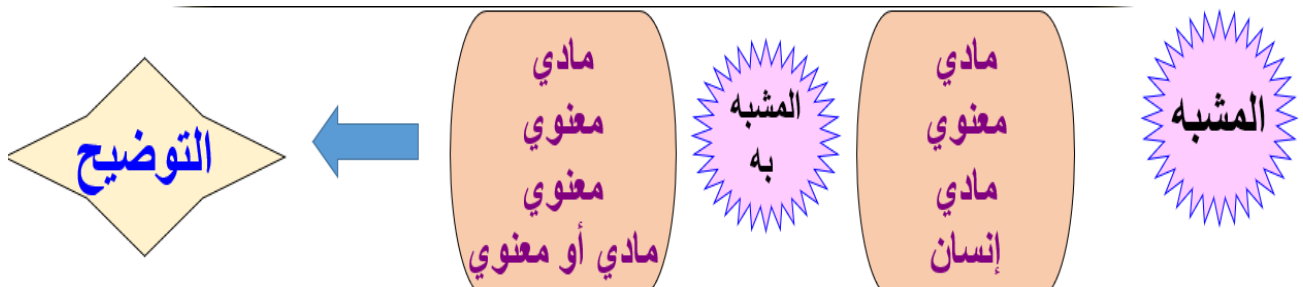 المشبه
مادي
معنوي
مادي
إنسان
المشبه
به
مادي
معنوي
معنوي
مادي أو معنوي
التوضيح